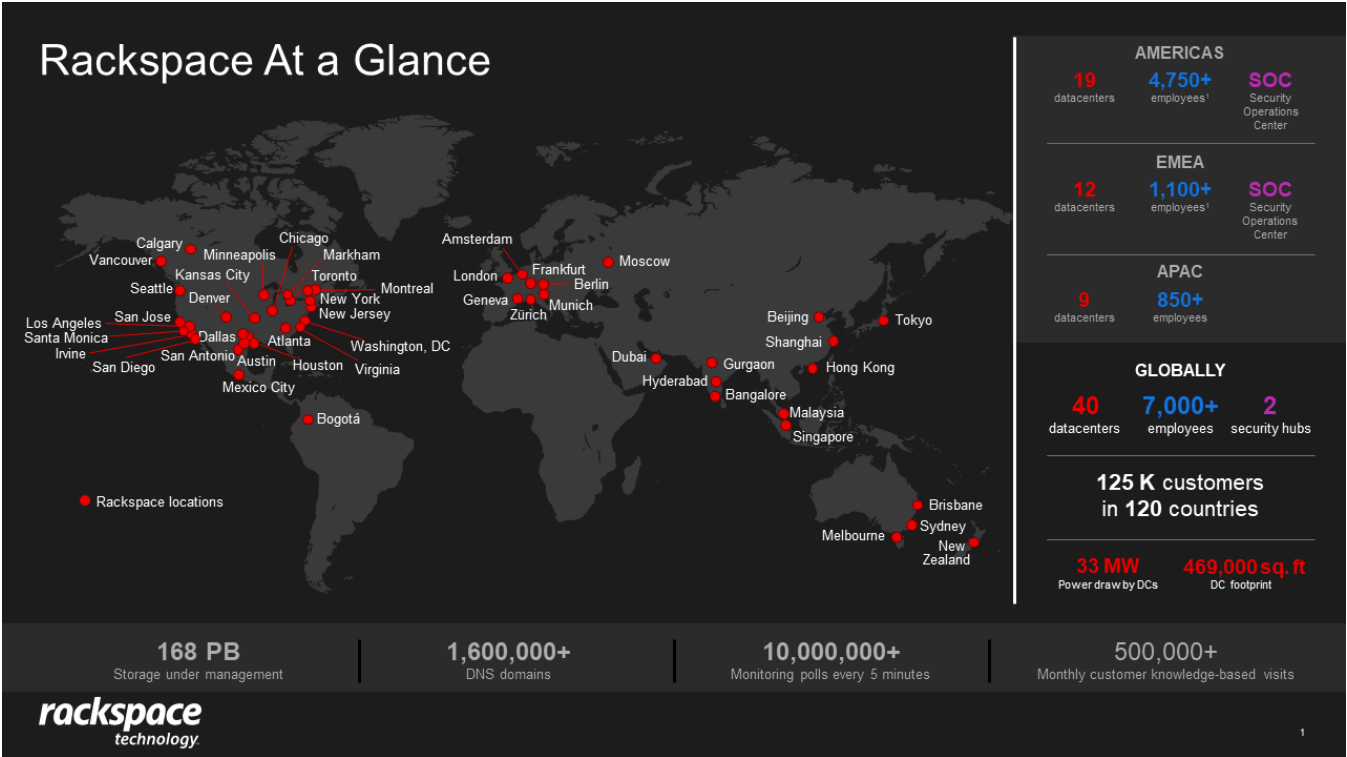 Rackspace At a Glance
Calgary
Vancouver
Seattle
Minneapolis
Kansas City
Denver
Chicago
Markham
Toronto
Montreal
New York
New Jersey
San Jose
Los Angeles
Santa Monica
Irvine
San Diego
Dallas
San Antonio
Austin
Atlanta
Houston
Washington, DC
Virginia
Mexico City
Bogotá
Amsterdam
London
Frankfurt
Berlin
Geneva
Zürich
Munich
Moscow
Dubai
Gurgaon
Hyderabad
Bangalore
Beijing
Shanghai
Tokyo
Hong Kong
Malaysia
Singapore
Brisbane
Sydney
Melbourne
New
Zealand
Rackspace locations
AMERICAS
19 4,750+ SOC
datacenters employees¹ Security
Operations
Center
EMEA
12 1,100+ SOC
datacenters employees¹ Security
Operations
Center
APAC
9 850+
datacenters employees
GLOBALLY
40 7,000+ 2
datacenters employees security hubs
125 K customers
in 120 countries
33 MW 469,000 sq. ft
Power draw by DCs DC footprint
168 PB 1,600,000+ 10,000,000+ 500,000+
Storage under management DNS domains Monitoring polls every 5 minutes Monthly customer knowledge-based visits
rackspace
technology.
1